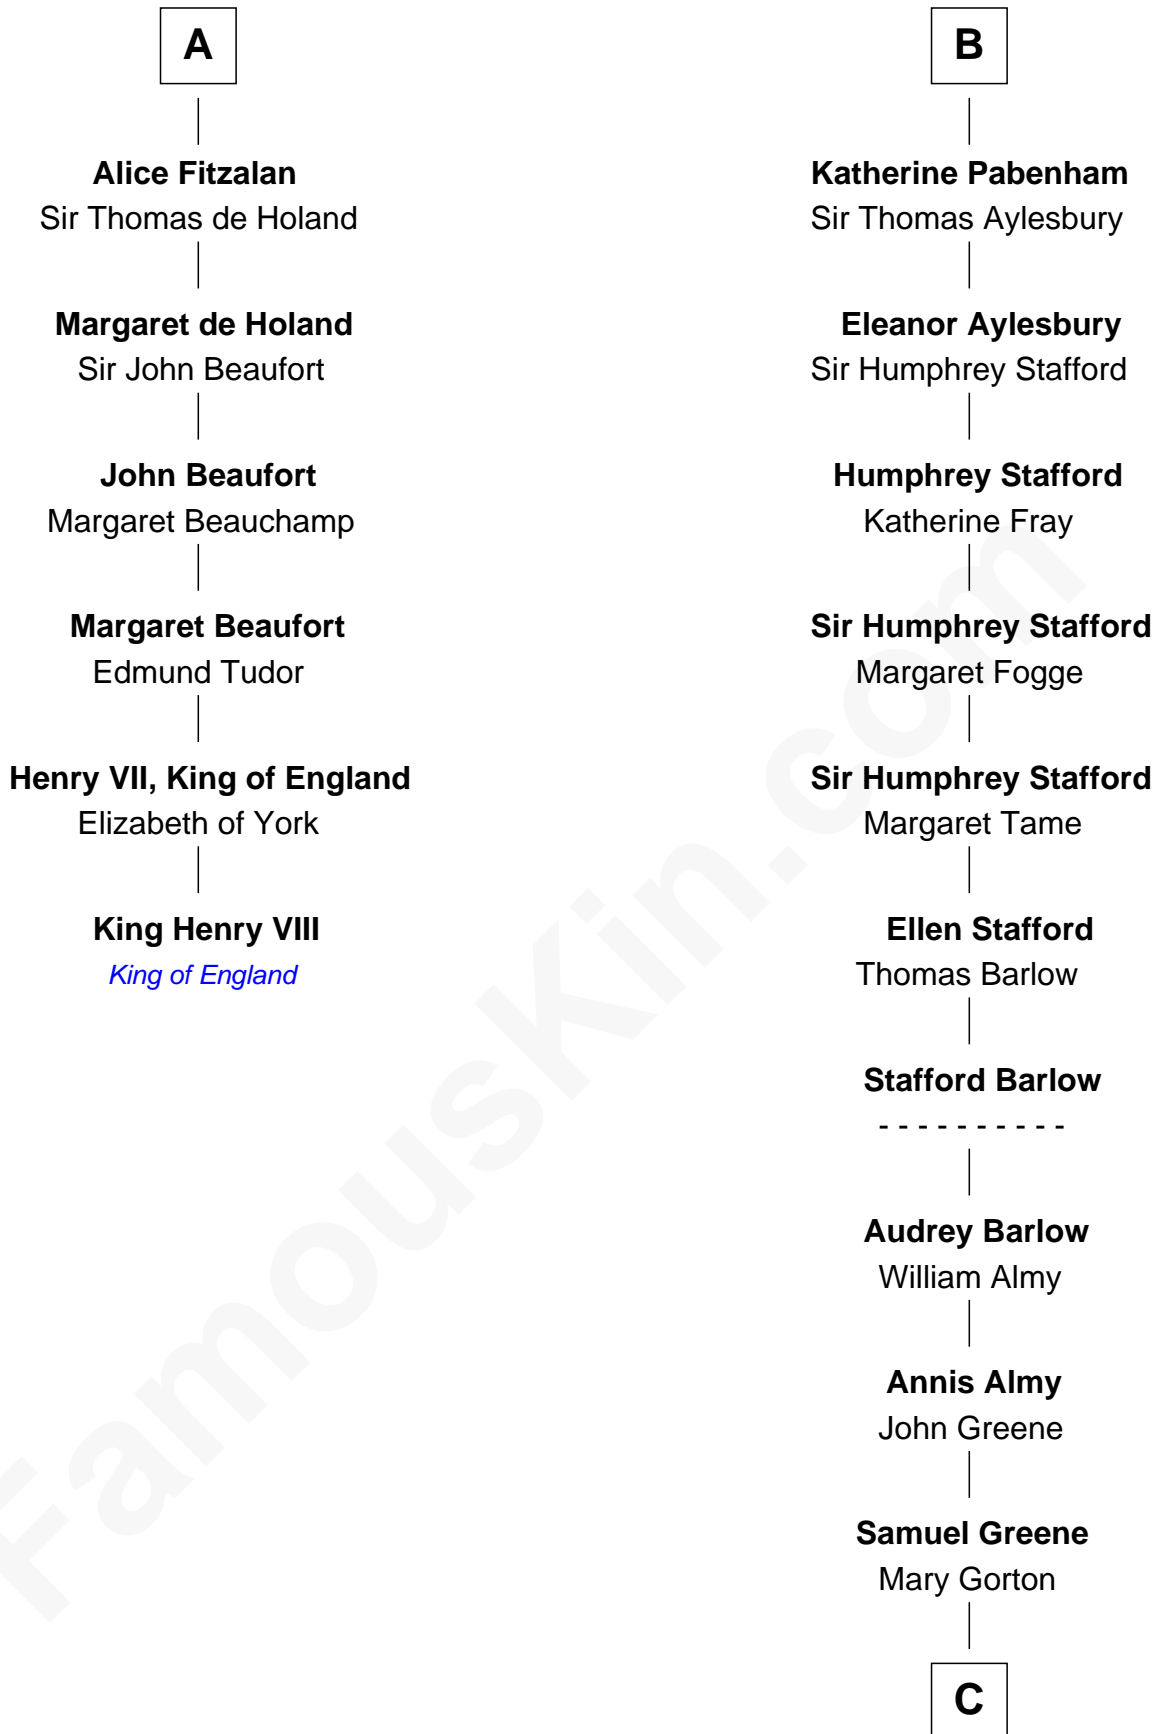 A
Alice Fitzalan
Sir Thomas de Holand
Margaret de Holand
Sir John Beaufort
John Beaufort
Margaret Beauchamp
Margaret Beaufort
Edmund Tudor
Henry VII, King of England
Elizabeth of York
King Henry VIII
King of England
B
Katherine Pabenham
Sir Thomas Aylesbury
Eleanor Aylesbury
Sir Humphrey Stafford
Humphrey Stafford
Katherine Fray
Sir Humphrey Stafford
Margaret Fogge
Sir Humphrey Stafford
Margaret Tame
Ellen Stafford
Thomas Barlow
Stafford Barlow
- - - - - - - - - -
Audrey Barlow
William Almy
Annis Almy
John Greene
Samuel Greene
Mary Gorton
C
FamousKin.com